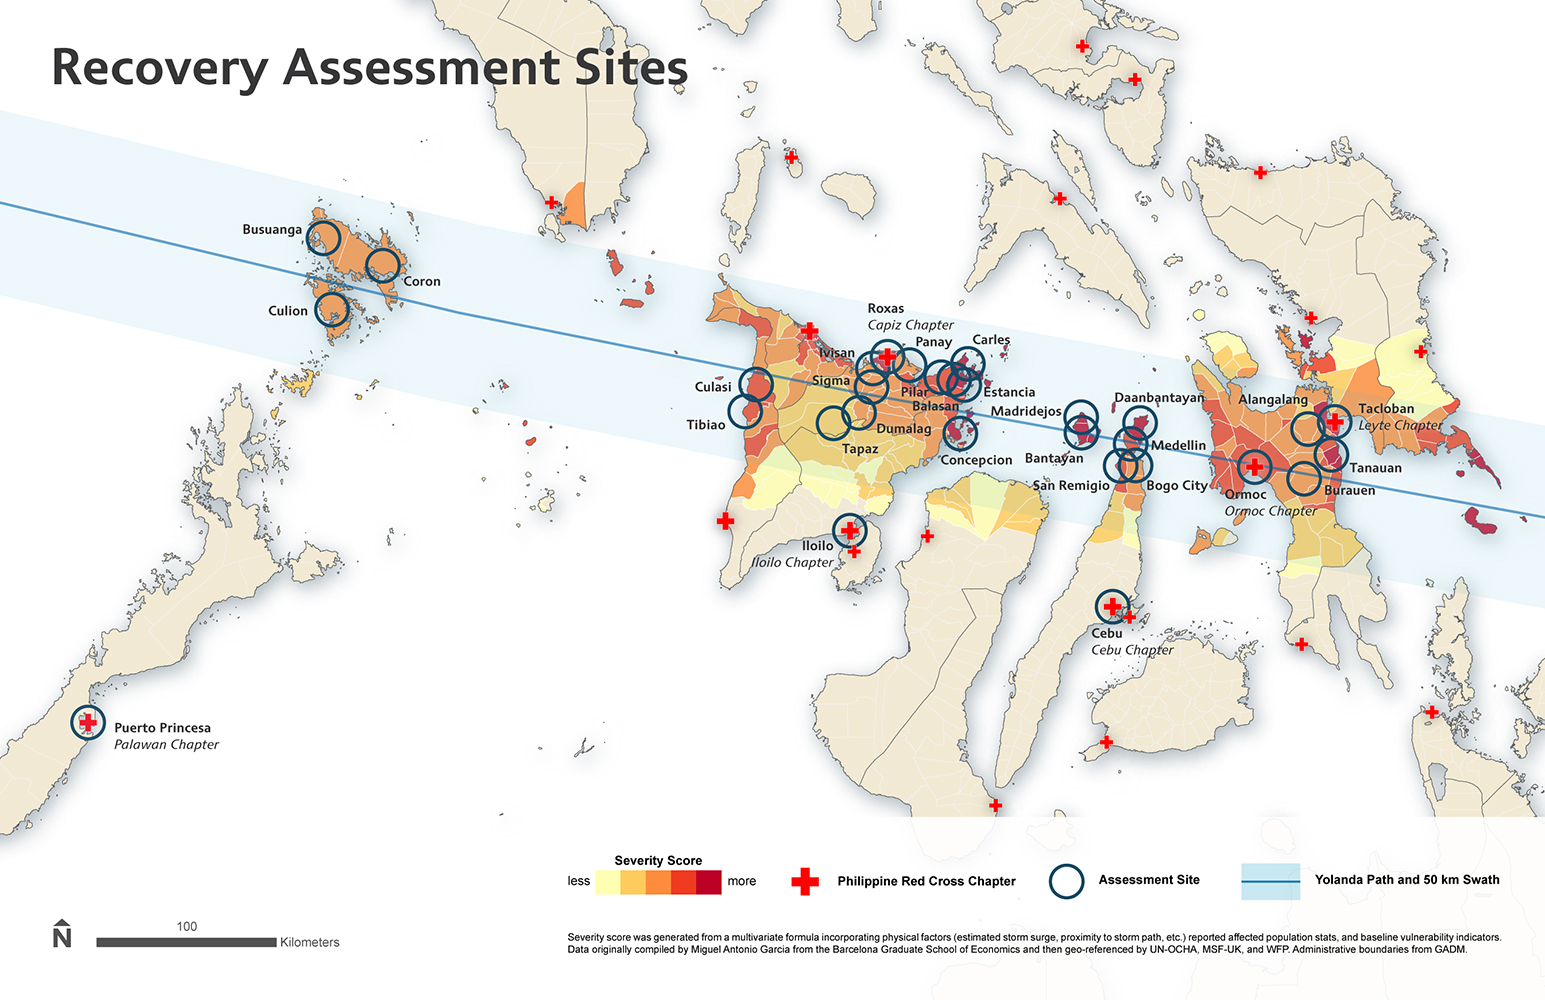 Recovery Assessment Sites
Busuanga
Coron
Culion
Roxas
Capiz Chapter
Panay
Carles
Ivisan
Sigma
Culasi
Pilar
Estancia
Balasan
Madridejos
Daanbantayan
Alangalang
Tacloban
Leyte Chapter
Tibiao
Dumalag
Tapaz
Medellin
Concepcion
Bantayan
Tanauan
San Remigio
Bogo City
Burauen
Ormoc
Ormoc Chapter
Iloilo
Iloilo Chapter
Cebu
Cebu Chapter
Puerto Princesa
Palawan Chapter
Severity Score
less
more
Philippine Red Cross Chapter
Assessment Site
Yolanda Path and 50 km Swath
N
100
Kilometers
Severity score was generated from a multivariate formula incorporating physical factors (estimated storm surge, proximity to storm path, etc.) reported affected population stats, and baseline vulnerability indicators.
Data originally compiled by Miguel Antonio Garcia from the Barcelona Graduate School of Economics and then geo-referenced by UN-OCHA, MSF-UK, and WFP. Administrative boundaries from GADM.